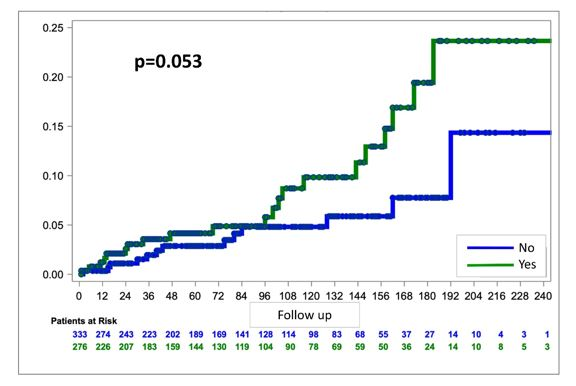 0.25
p=0.053
0.20
0.15
0.10
0.05
No
Yes
0.00
0 12 24 36 48 60 72 84 96 108 120 132 144 156 168 180 192 204 216 228 240
Follow up
Patients at Risk
333 274 243 223 202 189 169 141 128 114 98 83 68 55 37 27 14 10 4 3 1
276 226 207 183 159 144 130 119 104 90 78 69 59 50 36 24 14 10 8 5 3